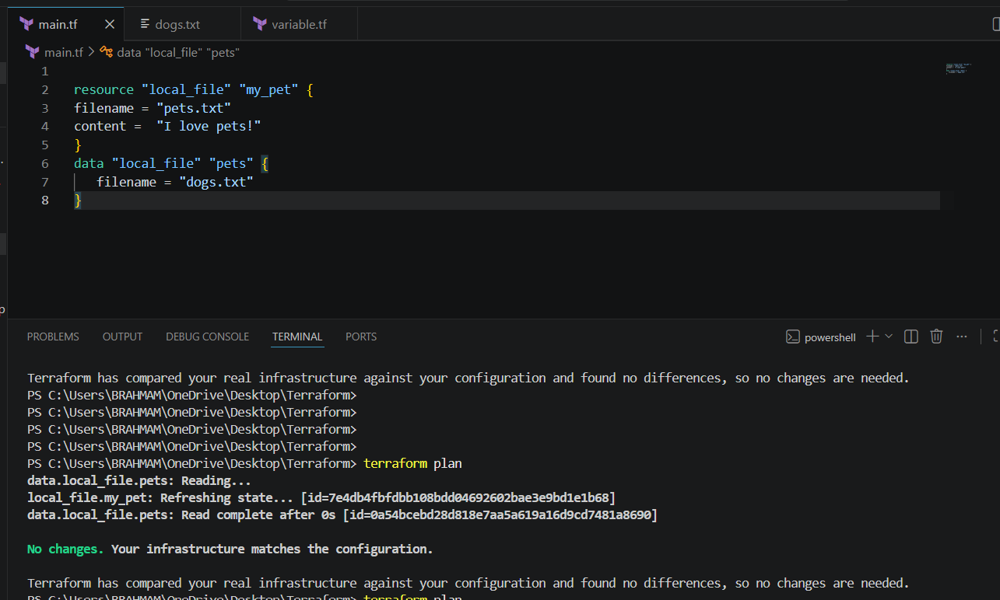 main.tf dogs.txt variable.tf
main.tf > data "local_file" "pets"
1
2 resource "local_file" "my_pet" {
3 filename = "pets.txt"
4 content =  "I love pets!"
5 }
6 data "local_file" "pets" {
7    filename = "dogs.txt"
8 }
PROBLEMS OUTPUT DEBUG CONSOLE TERMINAL PORTS powershell
Terraform has compared your real infrastructure against your configuration and found no differences, so no changes are needed.
PS C:\Users\BRAHMAM\OneDrive\Desktop\Terraform>
PS C:\Users\BRAHMAM\OneDrive\Desktop\Terraform>
PS C:\Users\BRAHMAM\OneDrive\Desktop\Terraform>
PS C:\Users\BRAHMAM\OneDrive\Desktop\Terraform>
PS C:\Users\BRAHMAM\OneDrive\Desktop\Terraform> terraform plan
data.local_file.pets: Reading...
local_file.my_pet: Refreshing state... [id=7e4db4fbfdbb108bdd04692602bae3e9bd1e1b68]
data.local_file.pets: Read complete after 0s [id=0a54bcebd28d818e7aa5a619a16d9cd7481a8690]
No changes. Your infrastructure matches the configuration.
Terraform has compared your real infrastructure against your configuration and found no differences, so no changes are needed.
PS C:\Users\BRAHMAM\OneDrive\Desktop\Terraform> terraform plan